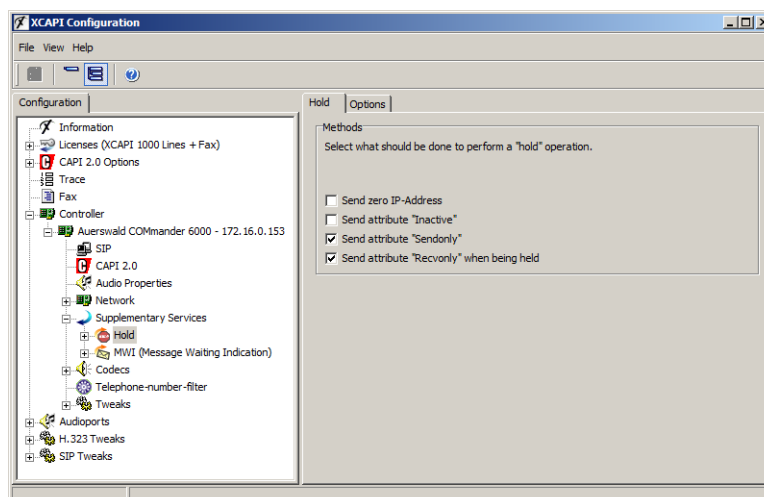 XCAPI Configuration
File View Help
Configuration
Information
Licenses (XCAPI 1000 Lines + Fax)
CAPI 2.0 Options
Trace
Fax
Controller
Auerswald COMmander 6000 - 172.16.0.153
SIP
CAPI 2.0
Audio Properties
Network
Supplementary Services
Hold
MWI (Message Waiting Indication)
Codecs
Telephone-number-filter
Tweaks
Audioports
H.323 Tweaks
SIP Tweaks
Hold Options
Methods
Select what should be done to perform a "hold" operation.
Send zero IP-Address
Send attribute "Inactive"
Send attribute "Sendonly"
Send attribute "Recvonly" when being held